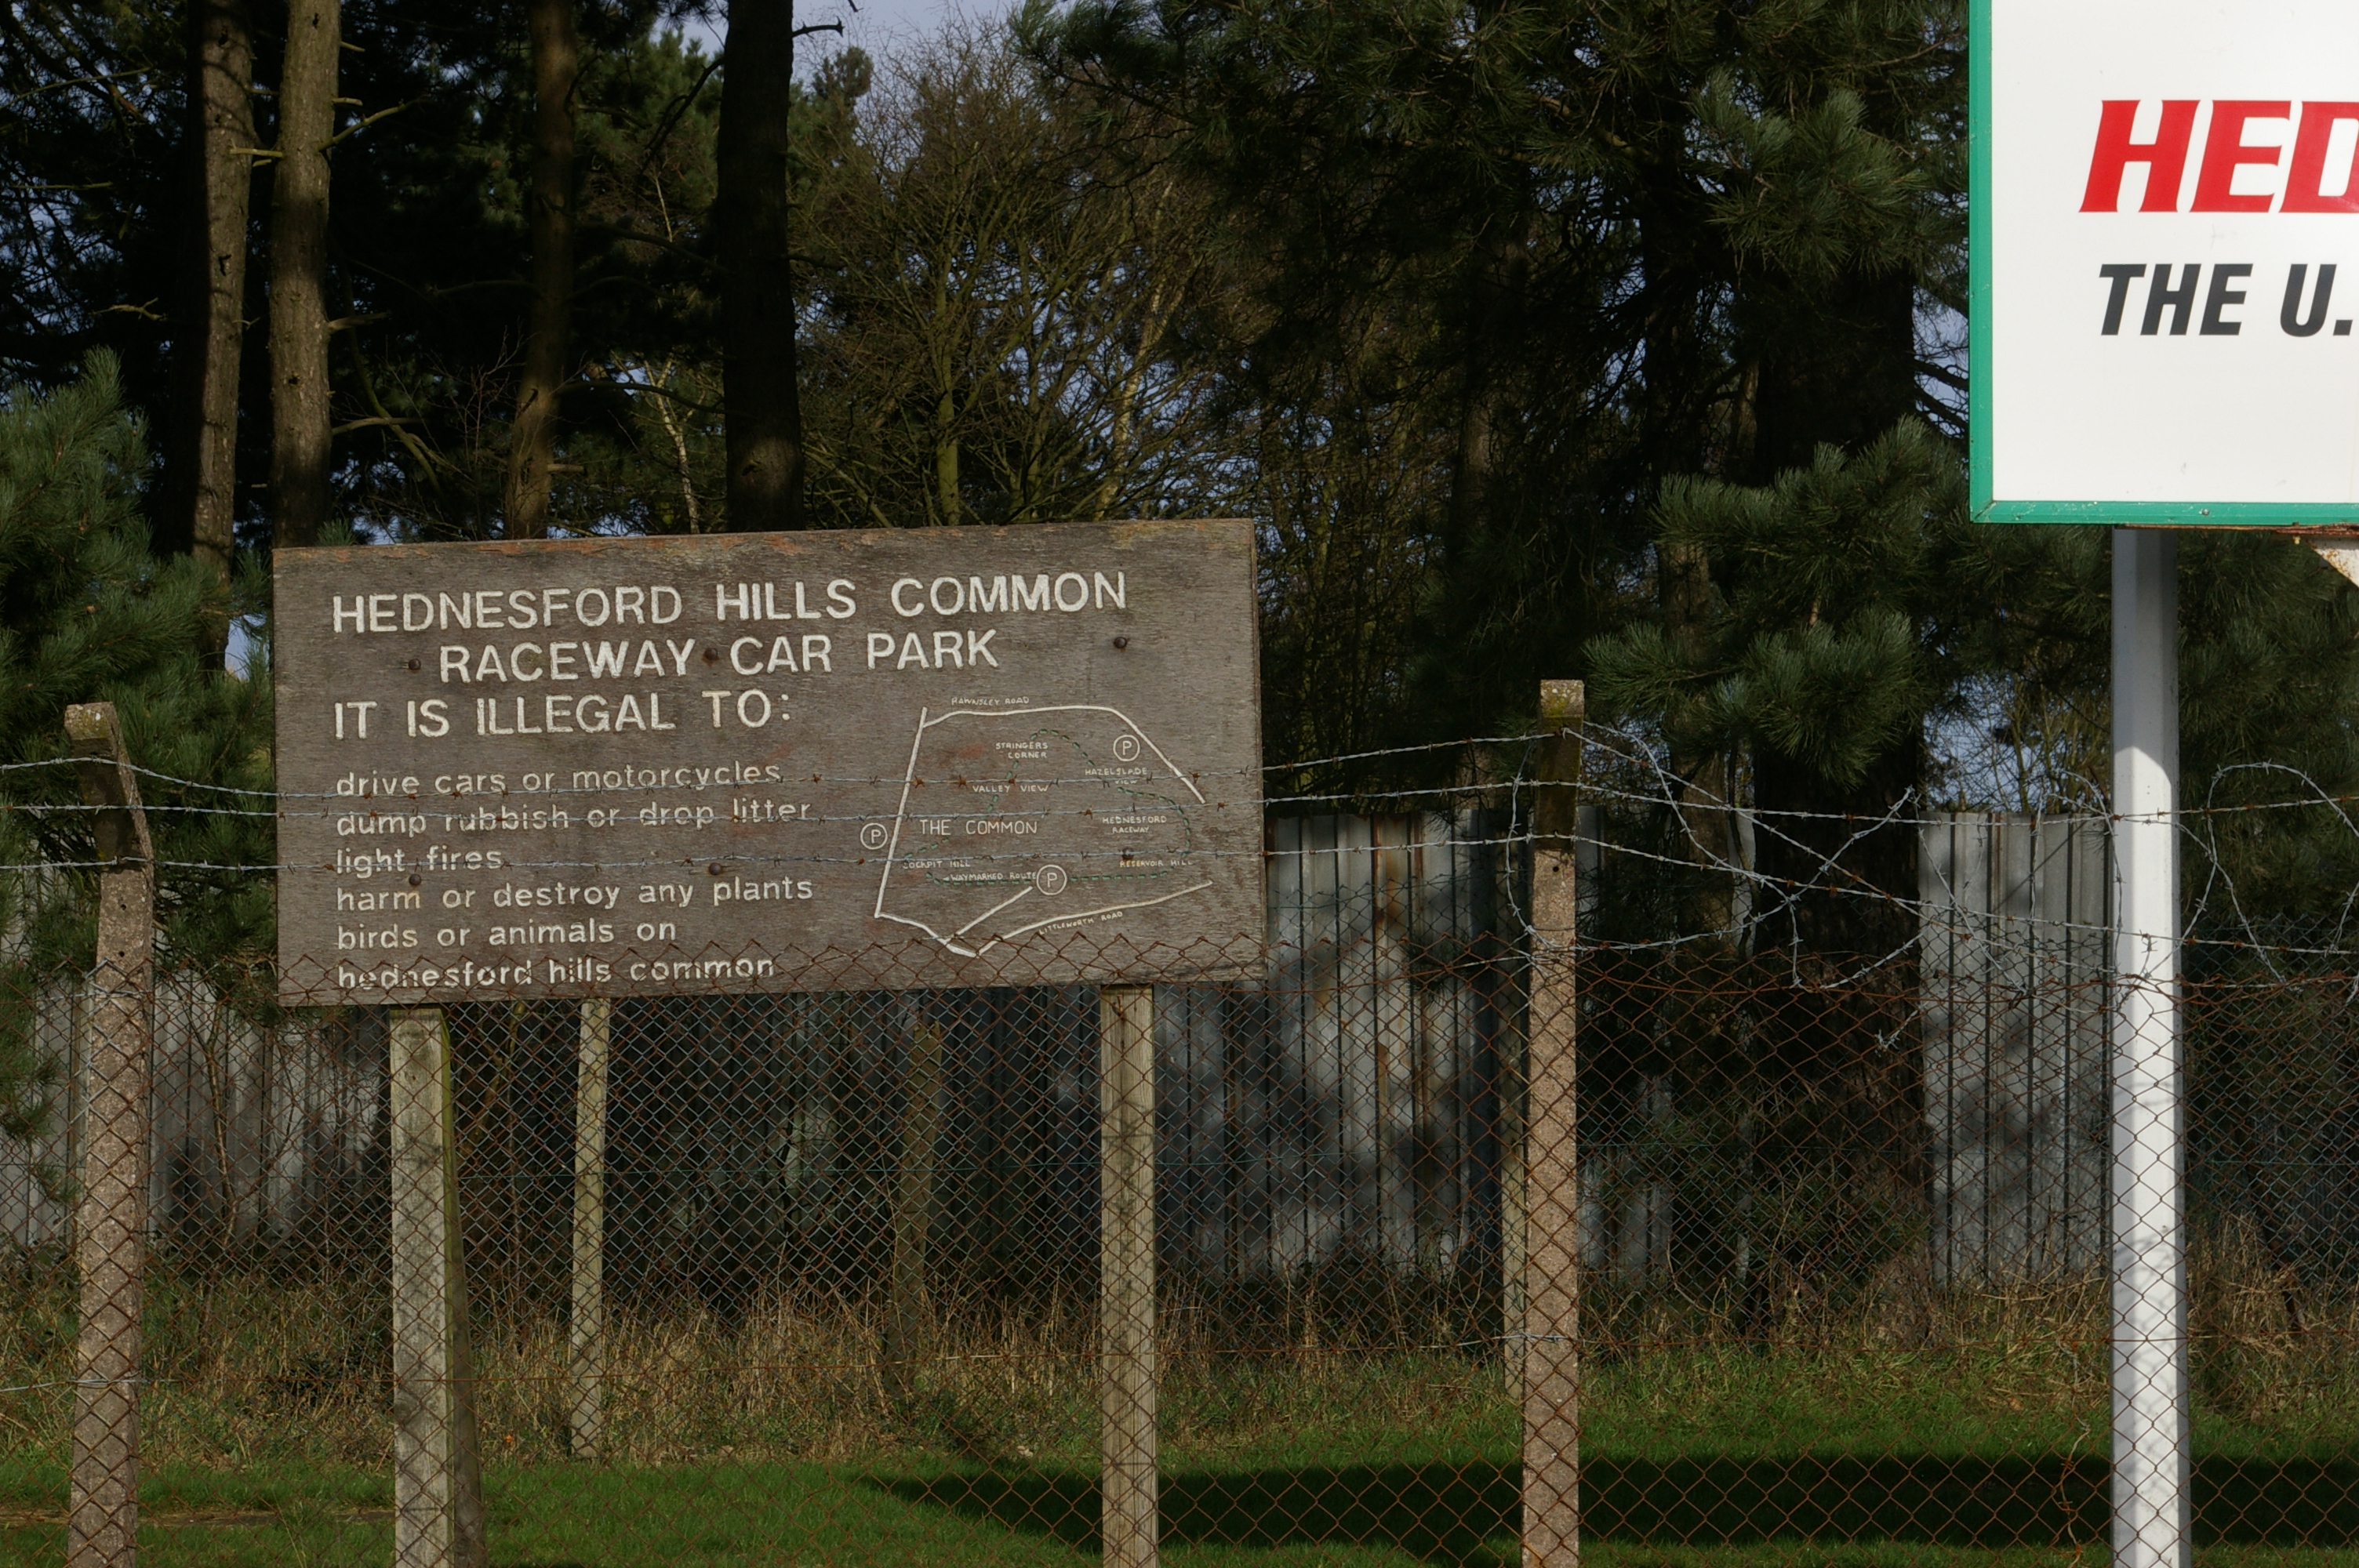 HEDNESFORD HILLS COMMON
RACEWAY CAR PARK
IT IS ILLEGAL TO:
drive cars or motorcycles
dump rubbish or drop litter
light fires
harm or destroy any plants
birds or animals on
hednesford hills common
RAWNSLEY ROAD
STRINGERS
CORNER
P
HAZELSLADE
VALLEY VIEW
HEDNESFORD
RACEWAY
P
THE COMMON
COCKPIT HILL
RESERVOIR HILL
WAYMARKED ROUTE
P
LITTLEWORTH ROAD
HED
THE U.